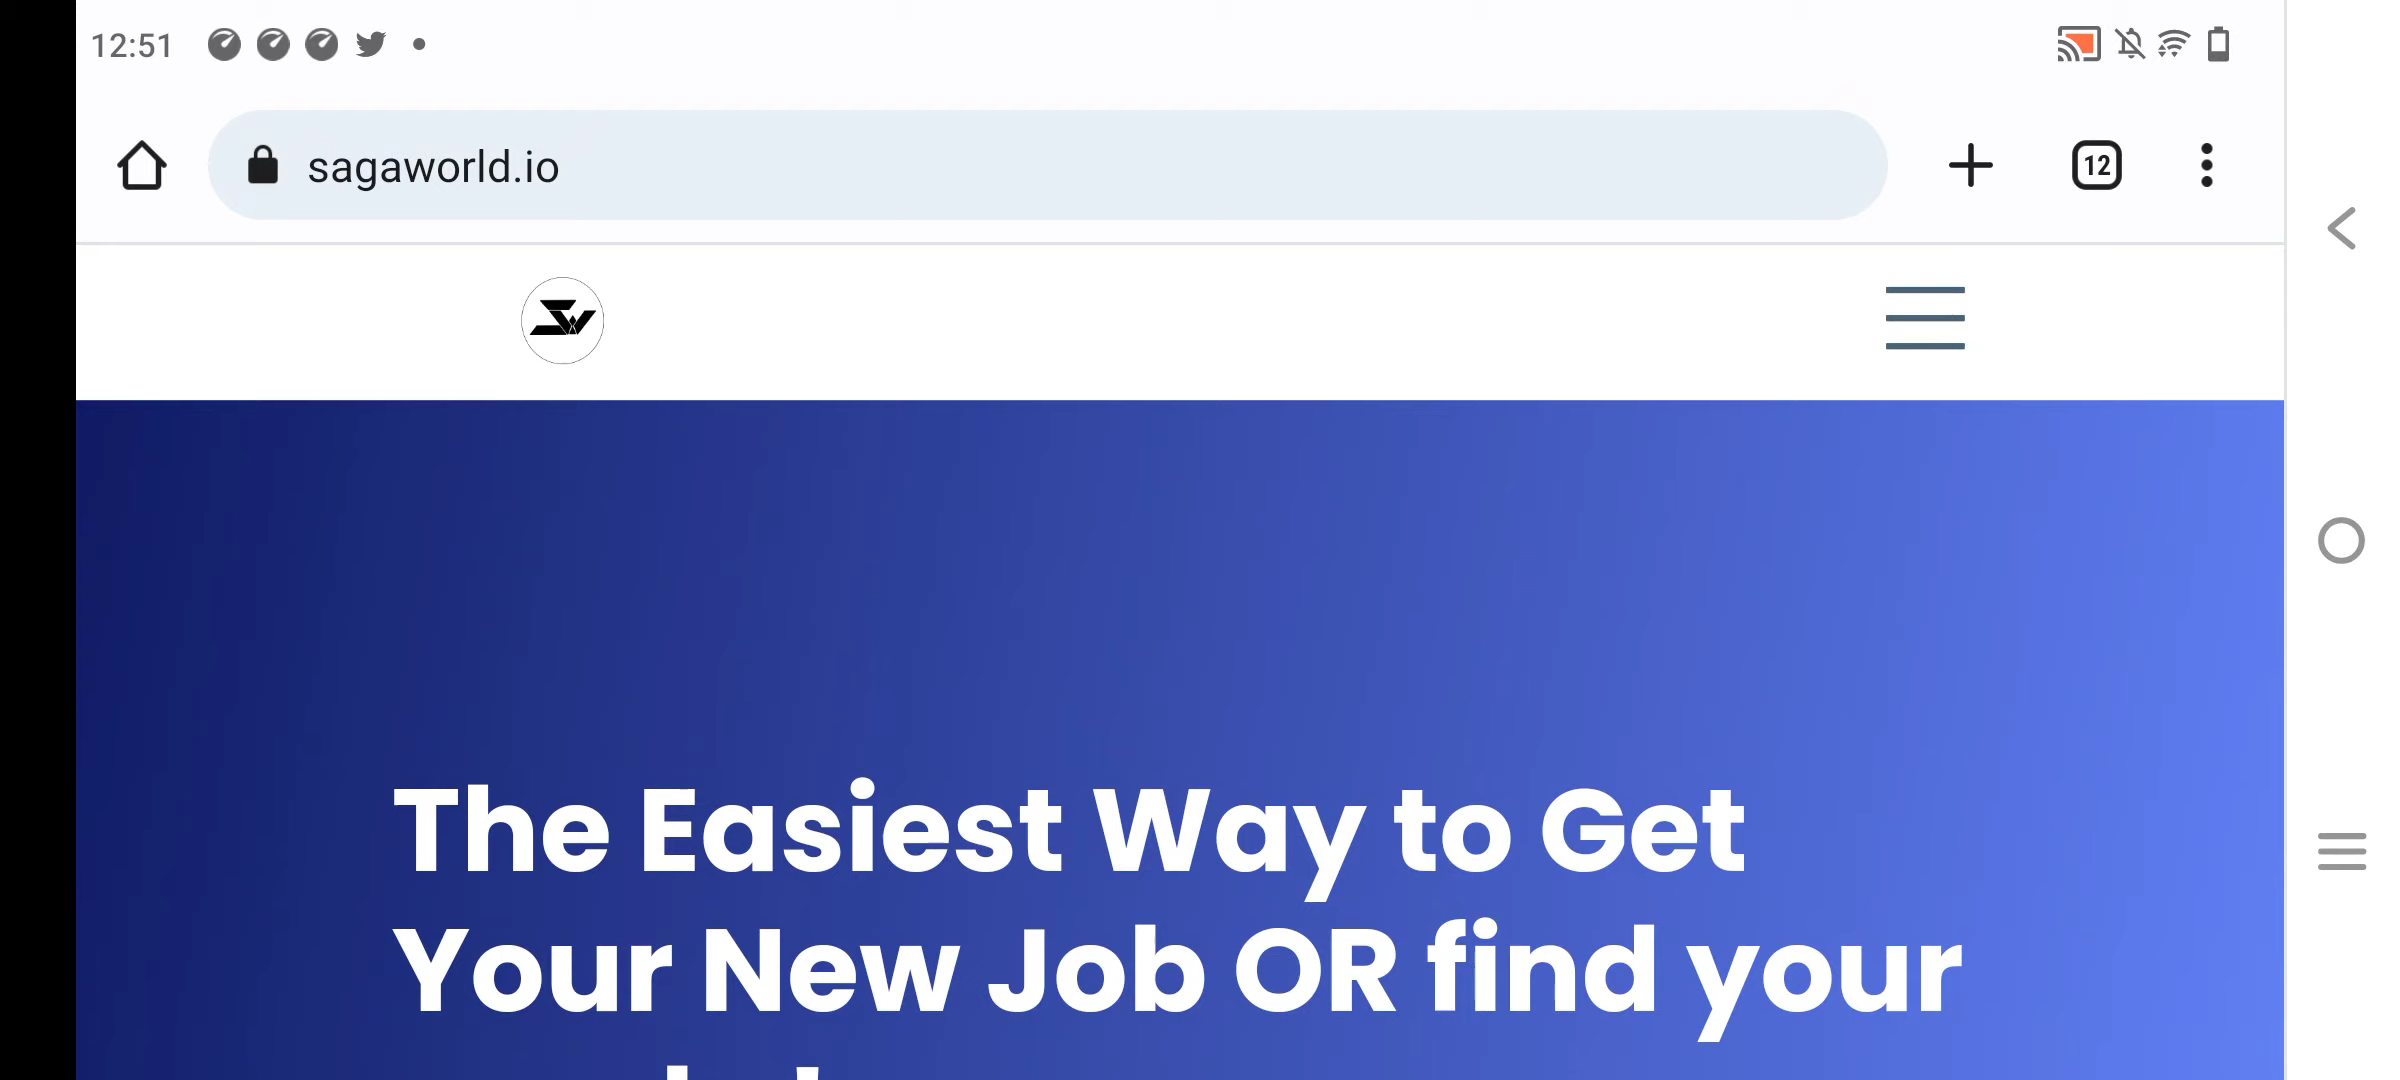 12:51
sagaworld.io
12
The Easiest Way to Get
Your New Job OR find your